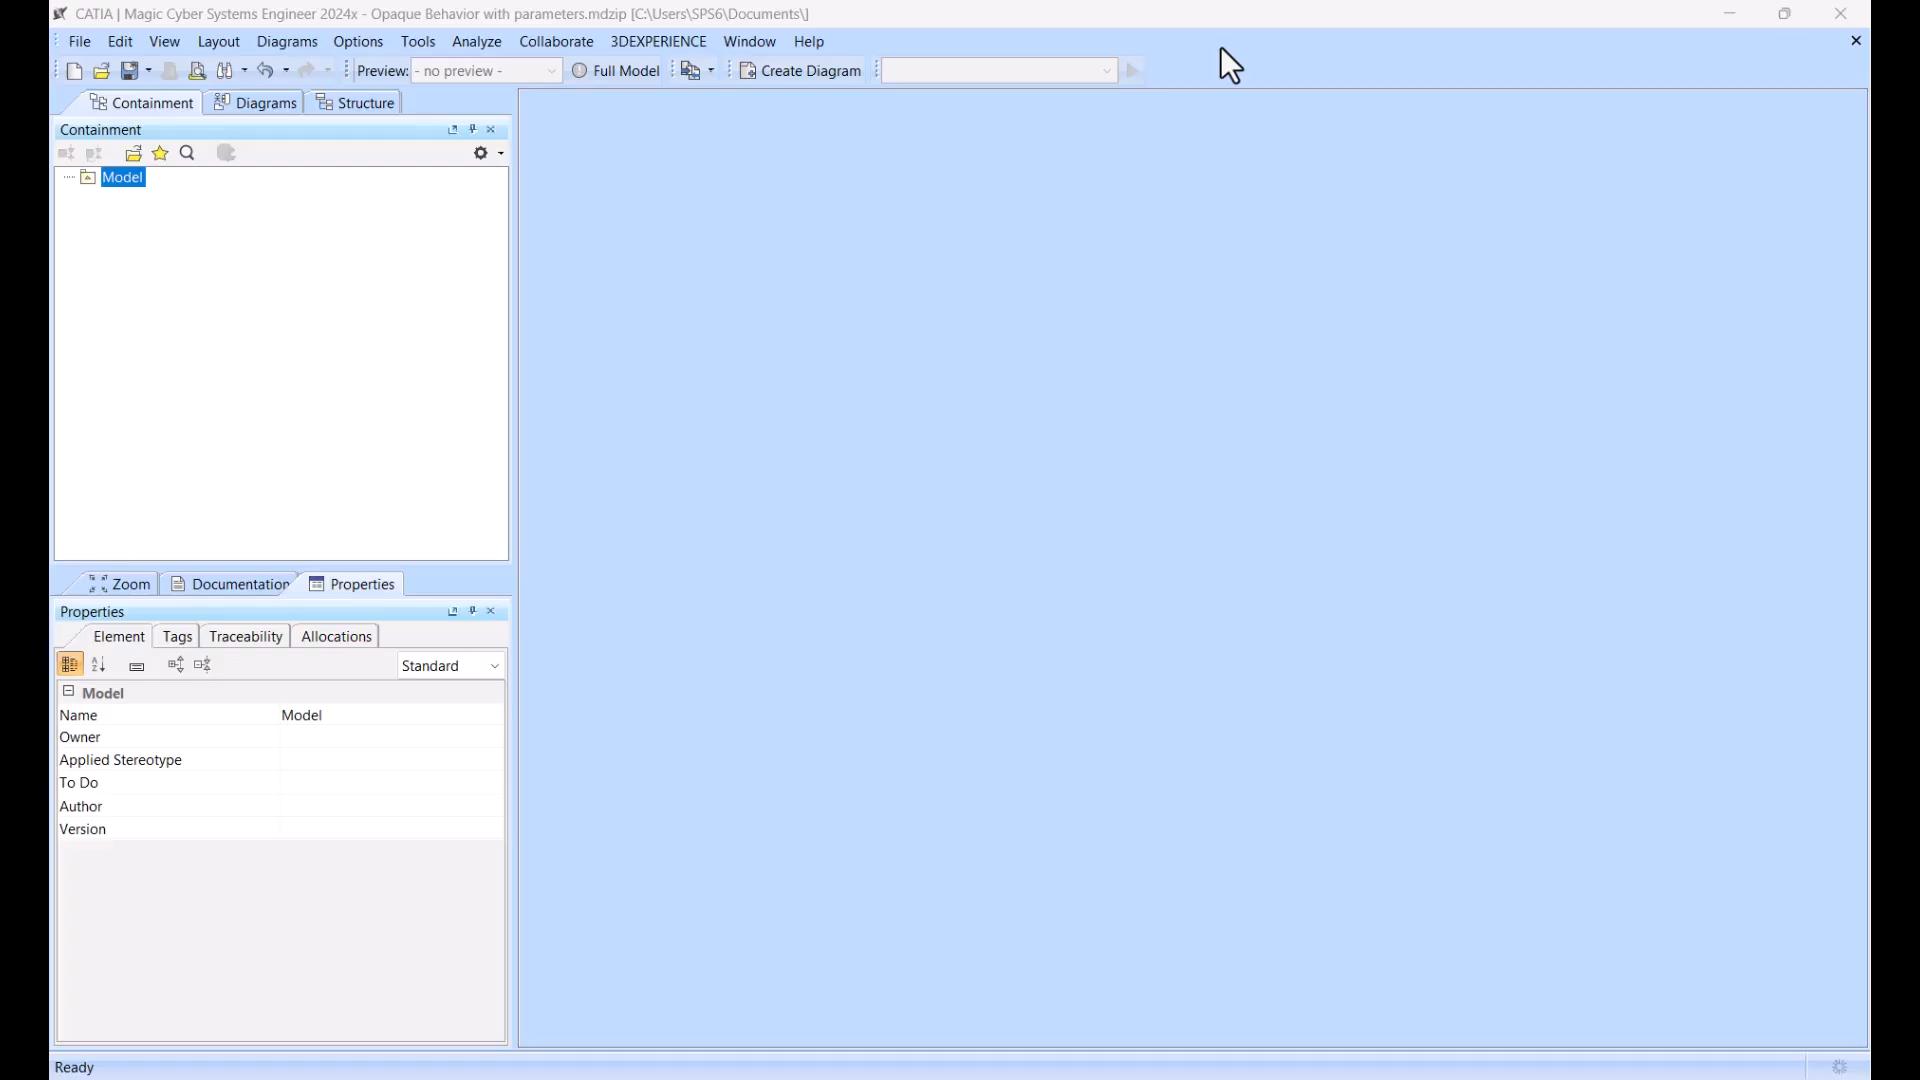 CATIA | Magic Cyber Systems Engineer 2024x - Opaque Behavior with parameters.mdzip [C:\Users\SPS6\Documents\]
File Edit View Layout Diagrams Options Tools Analyze Collaborate 3DEXPERIENCE Window Help
Preview: - no preview - Full Model Create Diagram
Containment Diagrams Structure
Containment
Model
Zoom Documentation Properties
Properties
Element Tags Traceability Allocations
Standard
Model
Name Model
Owner
Applied Stereotype
To Do
Author
Version
Ready